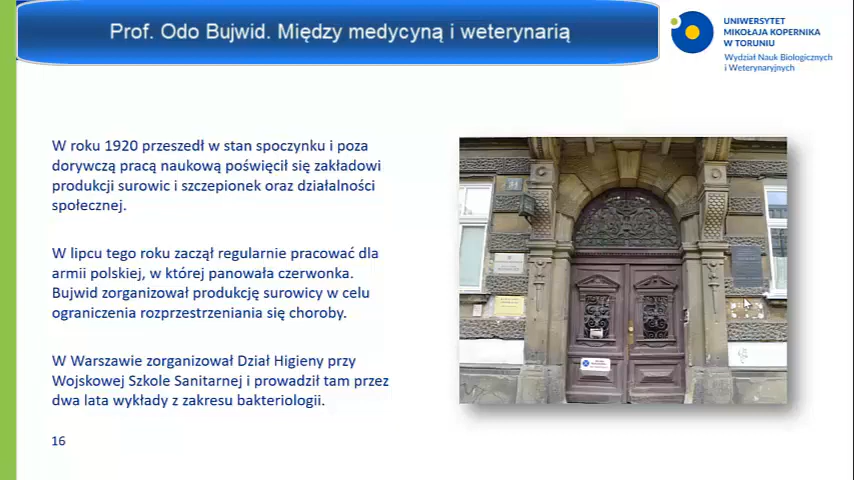 Prof. Odo Bujwid. Między medycyną i weterynarią
UNIWERSYTET
MIKOŁAJA KOPERNIKA
W TORUNIU
Wydział Nauk Biologicznych
i Weterynaryjnych
W roku 1920 przeszedł w stan spoczynku i poza
dorywczą pracą naukową poświęcił się zakładowi
produkcji surowic i szczepionek oraz działalności
społecznej.
W lipcu tego roku zaczął regularnie pracować dla
armii polskiej, w której panowała czerwonka.
Bujwid zorganizował produkcję surowicy w celu
ograniczenia rozprzestrzeniania się choroby.
W Warszawie zorganizował Dział Higieny przy
Wojskowej Szkole Sanitarnej i prowadził tam przez
dwa lata wykłady z zakresu bakteriologii.
16